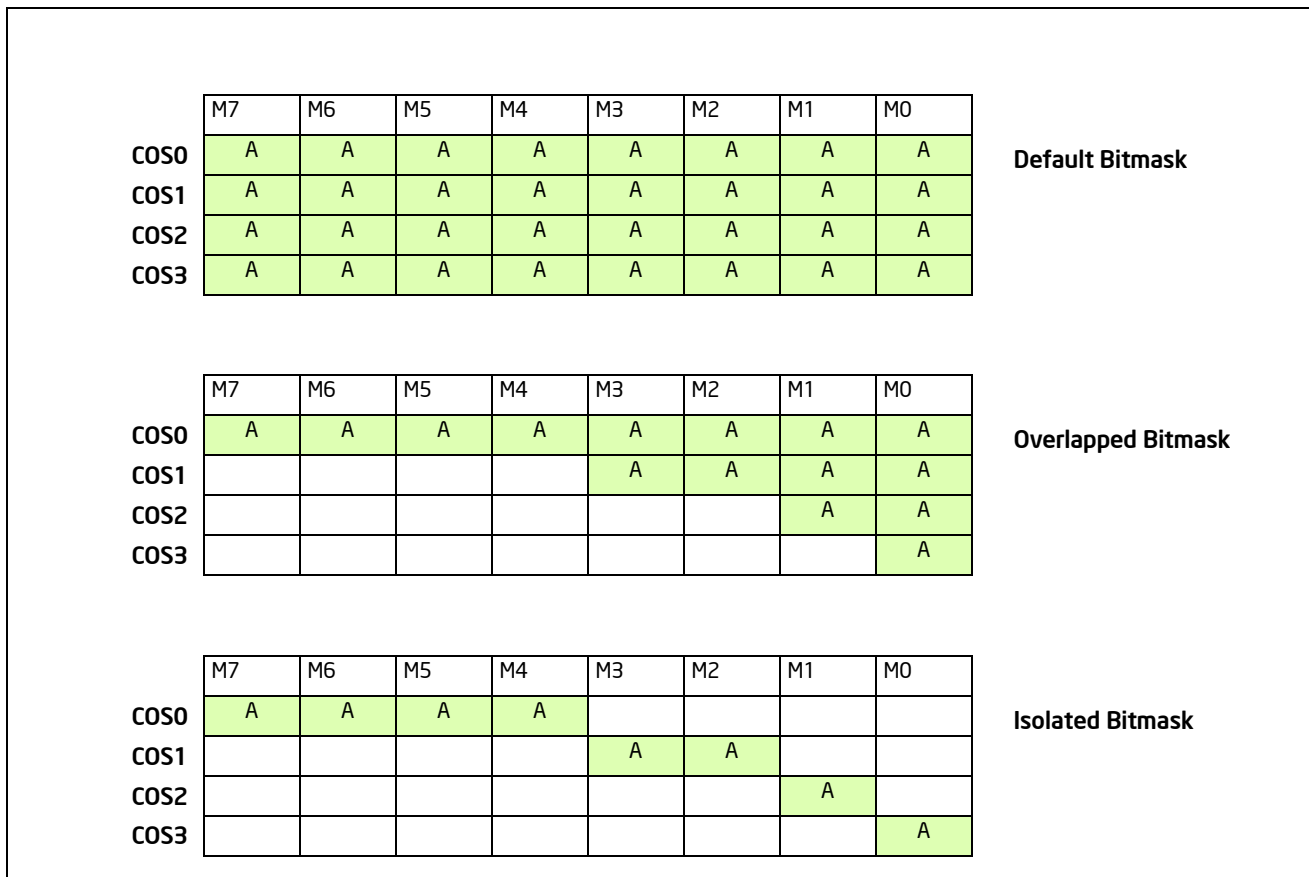 M7 M6 M5 M4 M3 M2 M1 M0
COS0 A A A A A A A A Default Bitmask
COS1 A A A A A A A A
COS2 A A A A A A A A
COS3 A A A A A A A A
M7 M6 M5 M4 M3 M2 M1 M0
COS0 A A A A A A A A Overlapped Bitmask
COS1 A A A A
COS2 A A
COS3 A
M7 M6 M5 M4 M3 M2 M1 M0
COS0 A A A A Isolated Bitmask
COS1 A A
COS2 A
COS3 A